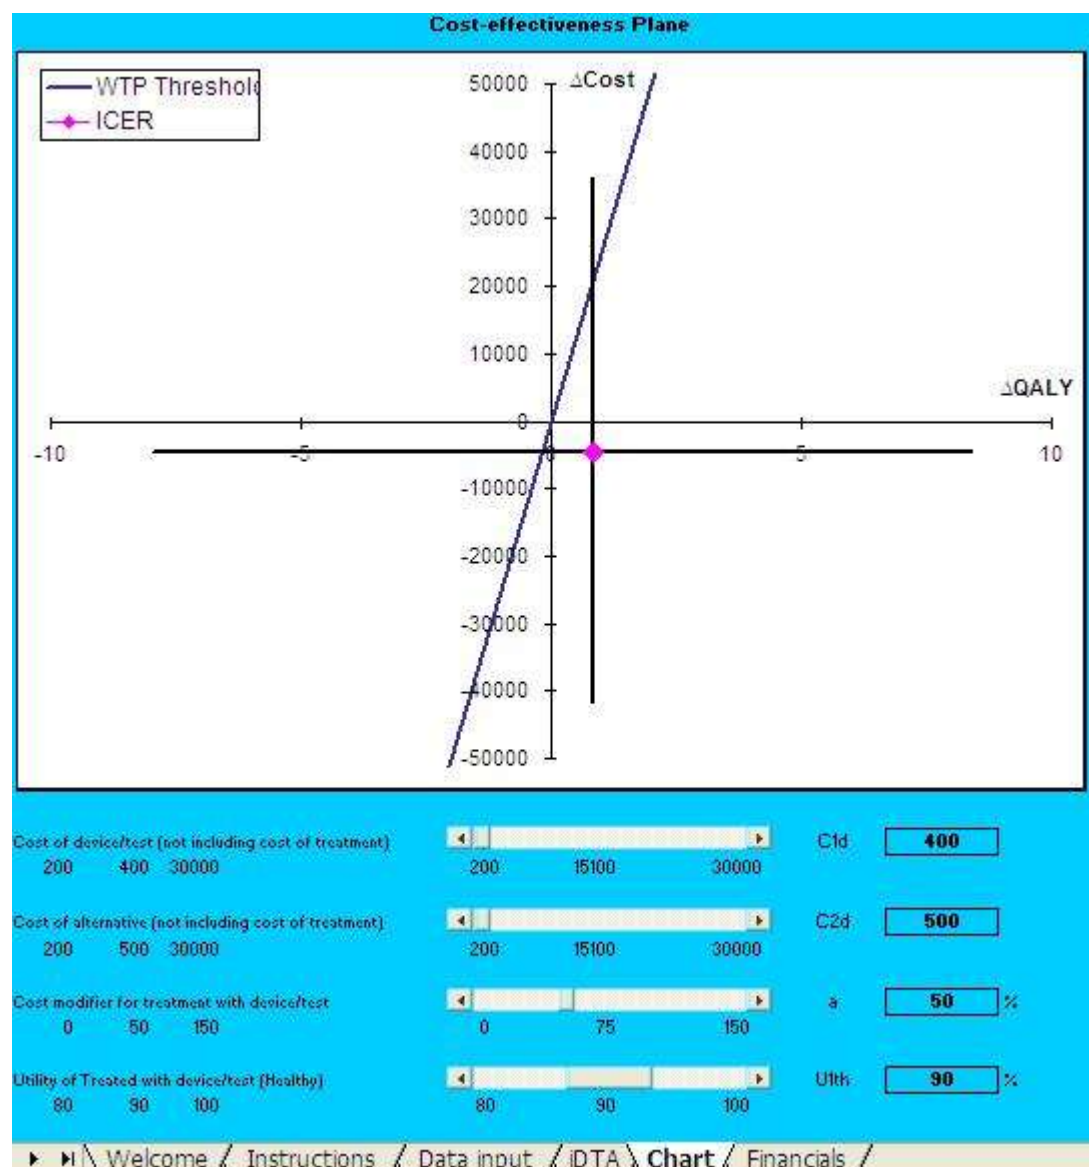 Cost-effectiveness Plane
WTP Threshold
ICER
ΔCost
50000
40000
30000
20000
10000
0
ΔQALY
-10
-5
0
5
10
-10000
-20000
-30000
-40000
-50000
Cost of device/test (not including cost of treatment)
200 400 30000
200 15100 30000
C1d 400
Cost of alternative (not including cost of treatment)
200 500 30000
200 15100 30000
C2d 500
Cost modifier for treatment with device/test
0 50 150
0 75 150
a 50 %
Utility of Treated with device/test (Healthy)
80 90 100
80 90 100
U1th 90 %
Welcome Instructions Data input iDTA Chart Financials